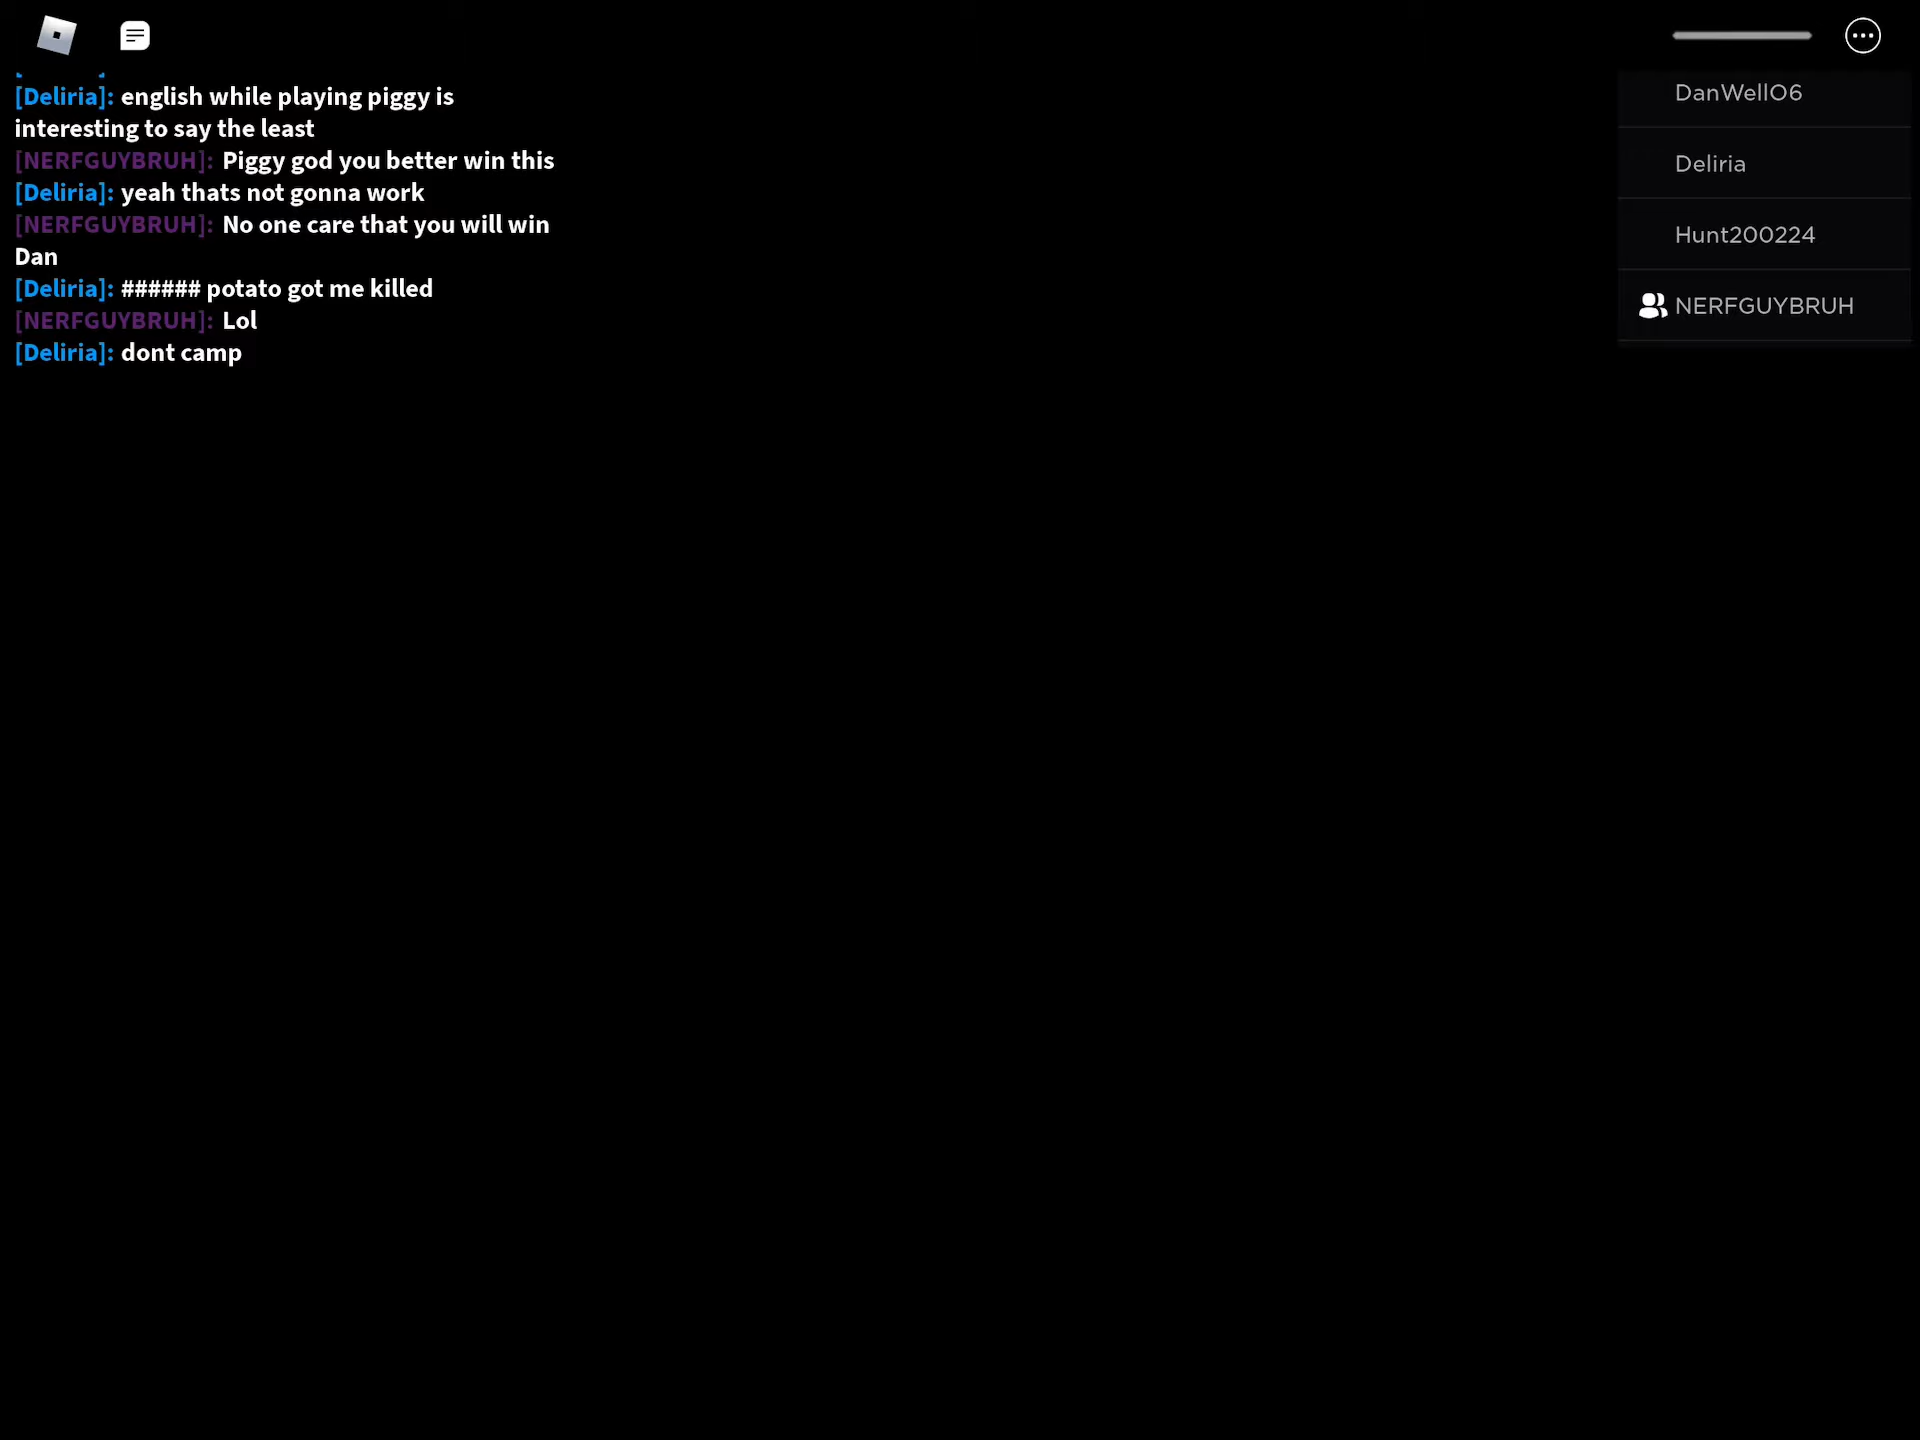 [Deliria]: english while playing piggy is
interesting to say the least
[NERFGUYBRUH]: Piggy god you better win this
[Deliria]: yeah thats not gonna work
[NERFGUYBRUH]: No one care that you will win
Dan
[Deliria]: ###### potato got me killed
[NERFGUYBRUH]: Lol
[Deliria]: dont camp
DanWellO6
Deliria
Hunt200224
NERFGUYBRUH